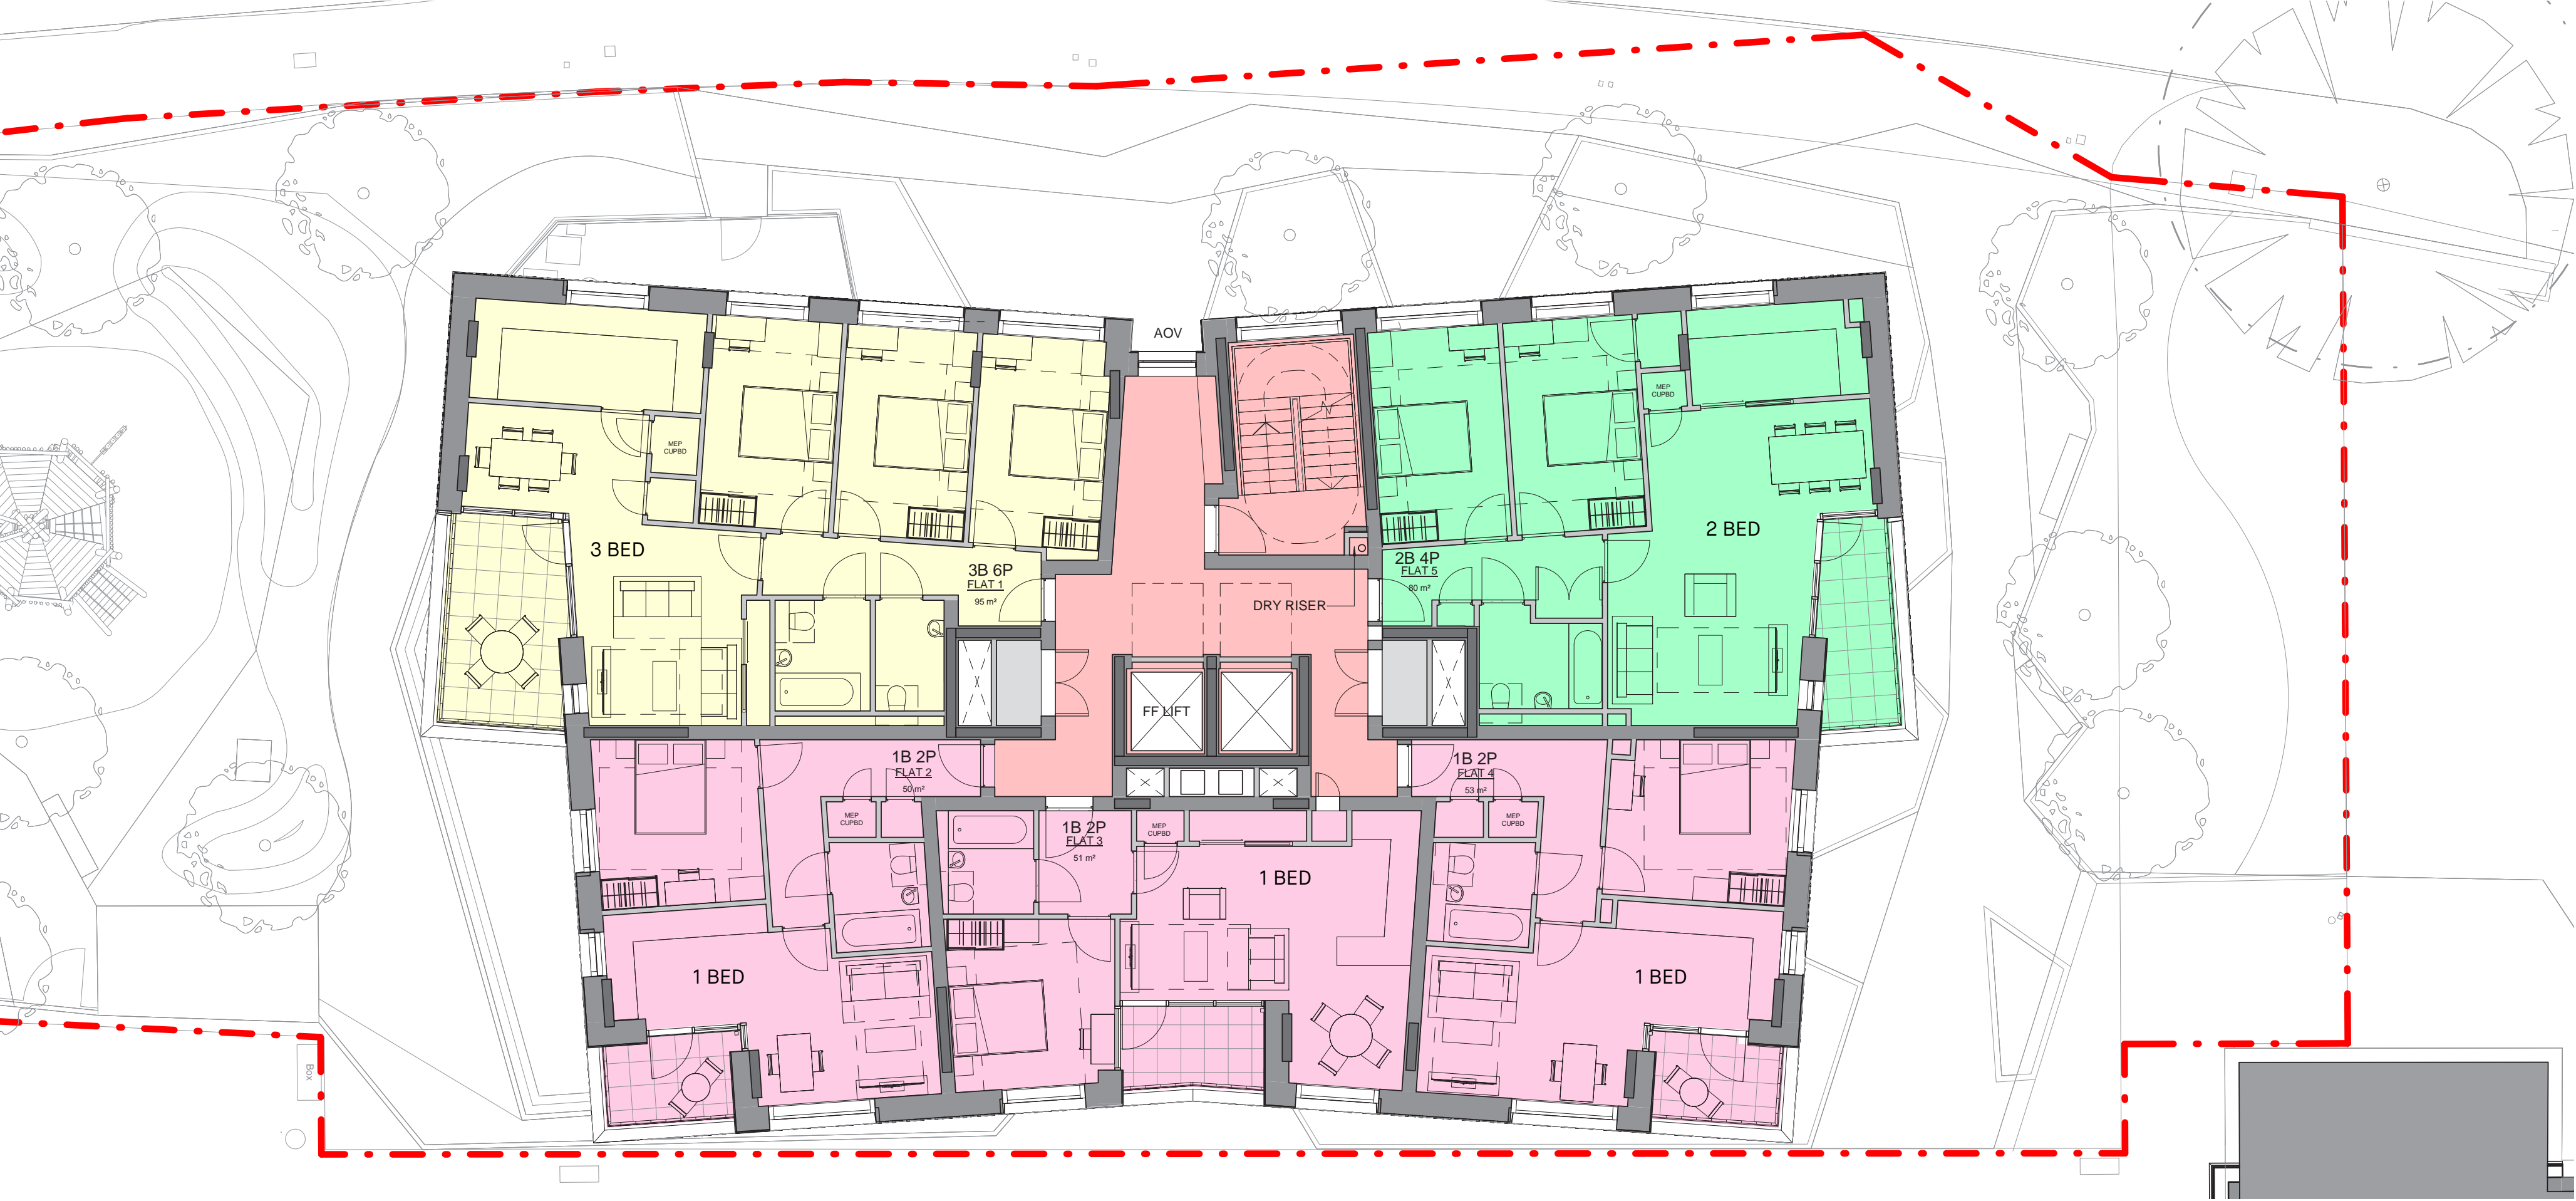 AOV
MEP
CUPBD
3 BED
3B 6P
FLAT 1
95 m²
MEP
CUPBD
2 BED
2B 4P
FLAT 5
80 m²
DRY RISER
FF LIFT
1B 2P
FLAT 2
50 m²
MEP
CUPBD
1B 2P
FLAT 3
51 m²
MEP
CUPBD
1B 2P
FLAT 4
53 m²
MEP
CUPBD
1 BED
1 BED
1 BED
Box